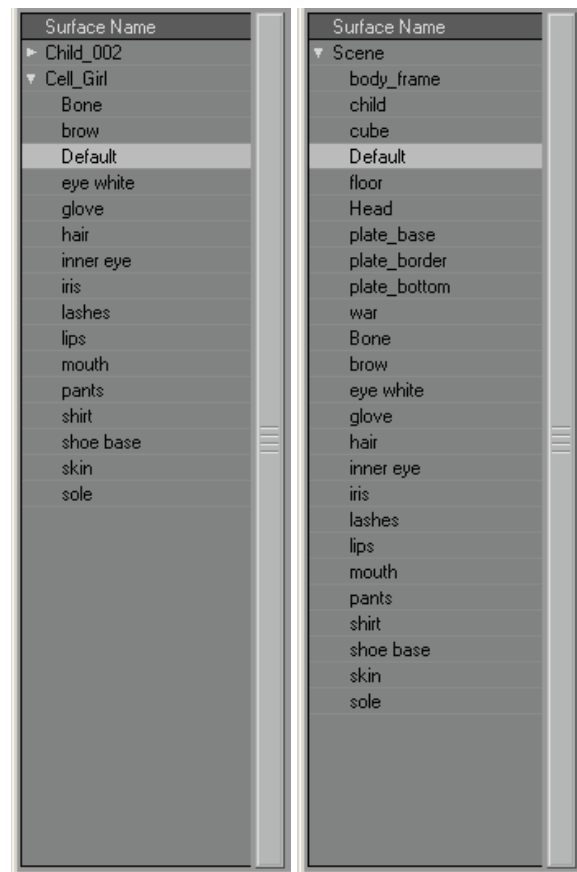 Surface Name
Child_002
Cell_Girl
Bone
brow
Default
eye white
glove
hair
inner eye
iris
lashes
lips
mouth
pants
shirt
shoe base
skin
sole
Surface Name
Scene
body_frame
child
cube
Default
floor
Head
plate_base
plate_border
plate_bottom
war
Bone
brow
eye white
glove
hair
inner eye
iris
lashes
lips
mouth
pants
shirt
shoe base
skin
sole